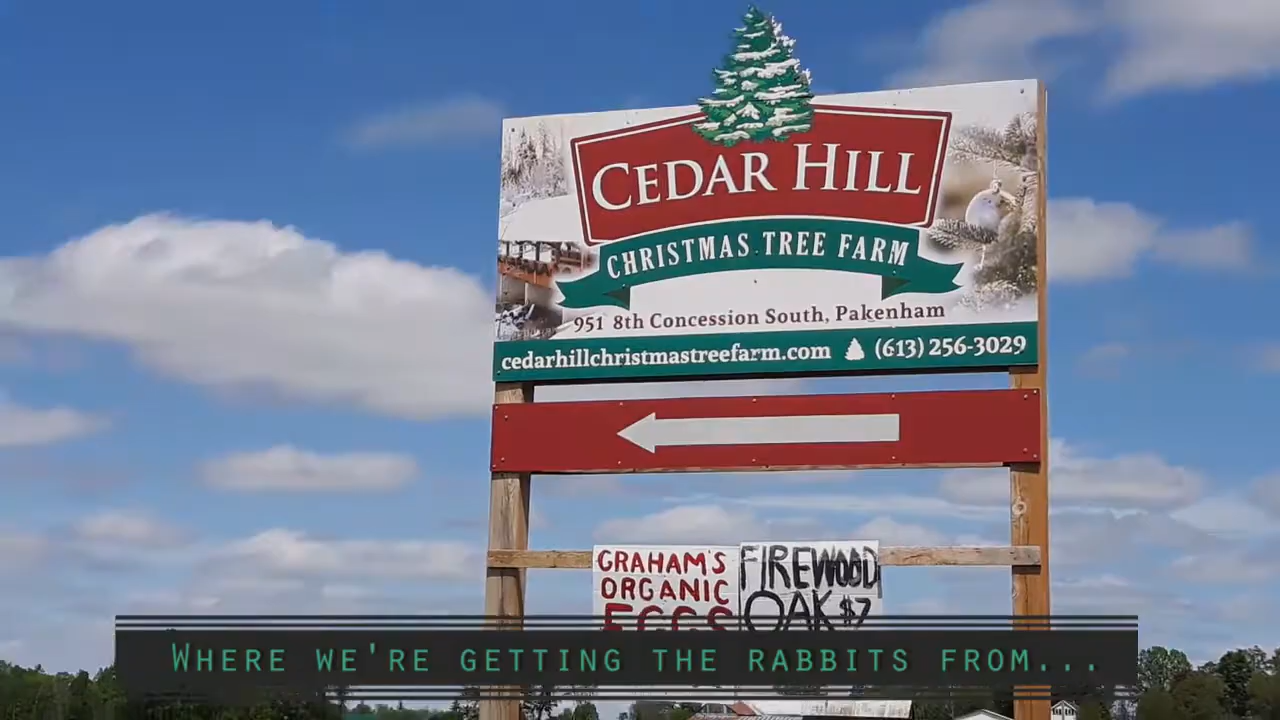 CEDAR HILL
CHRISTMAS TREE FARM
951 8th Concession South, Pakenham
cedarhillchristmastreefarm.com (613) 256-3029
GRAHAM'S
ORGANIC
EGGS
FIREWOOD
OAK $7
WHERE WE'RE GETTING THE RABBITS FROM...